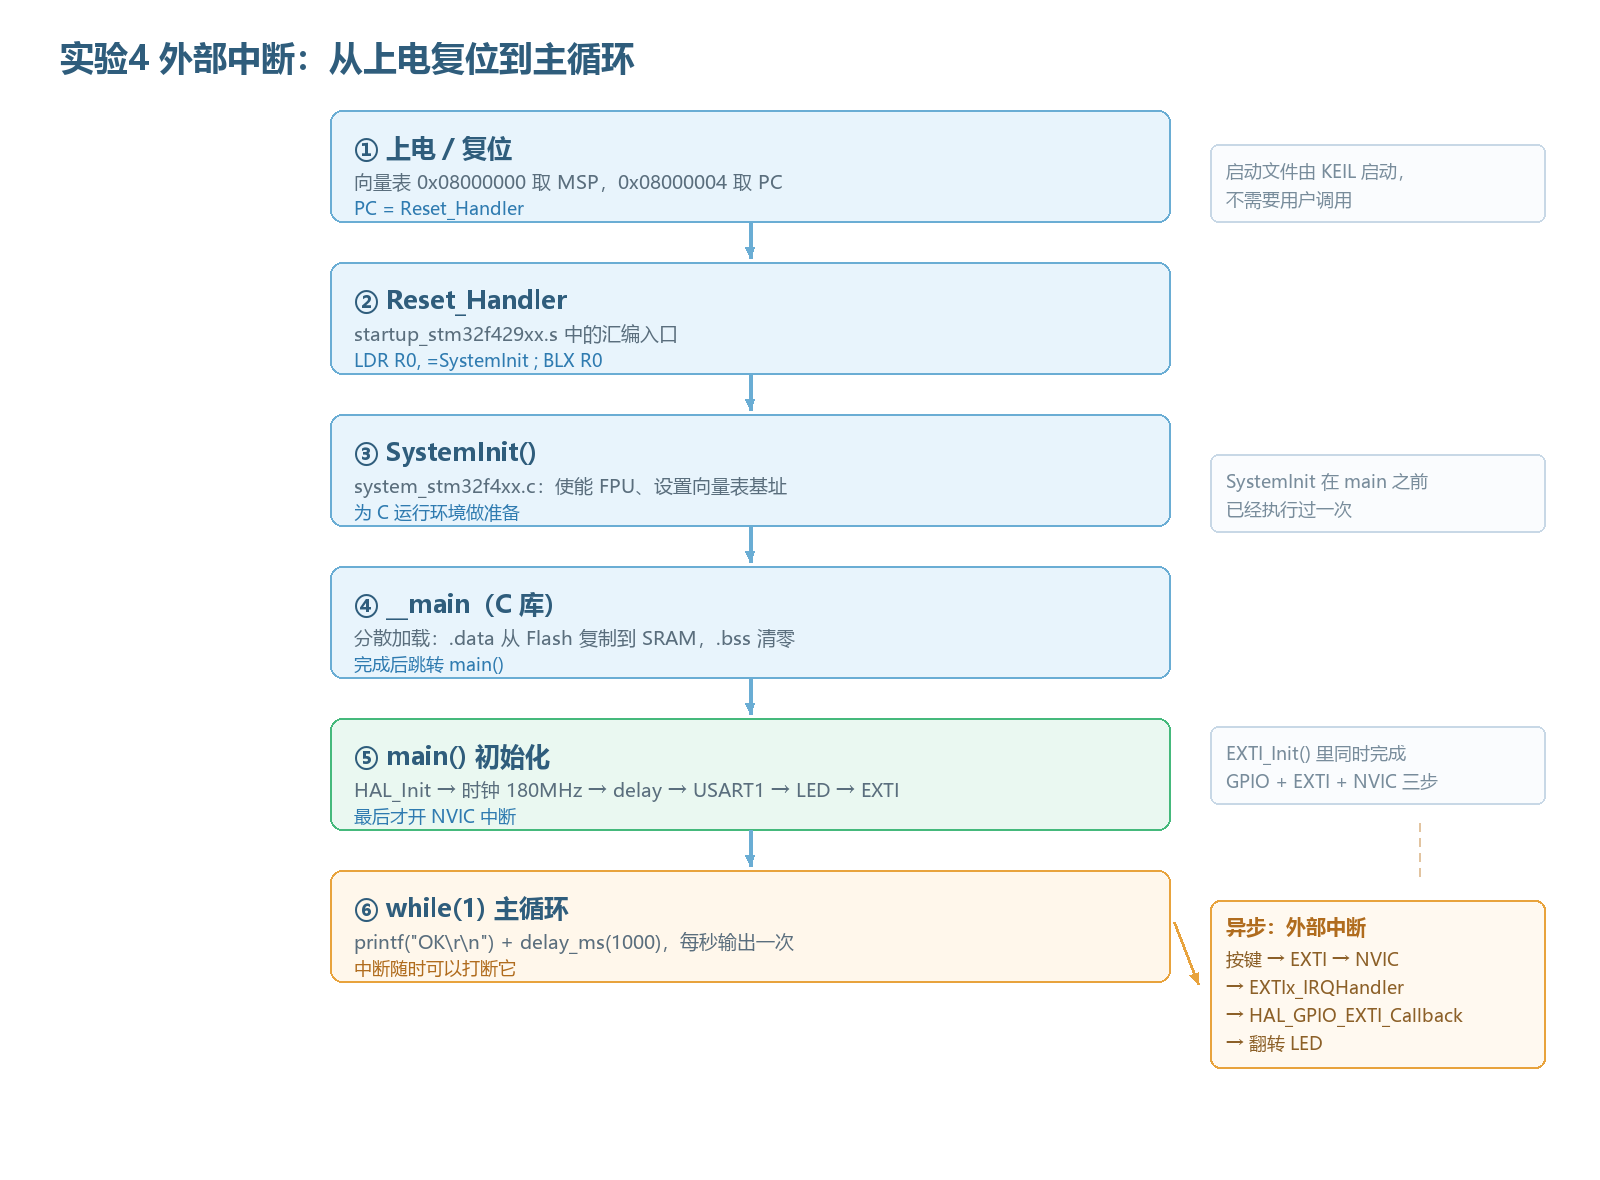 实验4 外部中断：从上电复位到主循环
① 上电 / 复位
向量表 0x08000000 取 MSP，0x08000004 取 PC
PC = Reset_Handler
启动文件由 KEIL 启动，
不需要用户调用
② Reset_Handler
startup_stm32f429xx.s 中的汇编入口
LDR R0, =SystemInit ; BLX R0
③ SystemInit()
system_stm32f4xx.c：使能 FPU、设置向量表基址
为 C 运行环境做准备
SystemInit 在 main 之前
已经执行过一次
④ __main（C 库）
分散加载：.data 从 Flash 复制到 SRAM，.bss 清零
完成后跳转 main()
⑤ main() 初始化
HAL_Init → 时钟 180MHz → delay → USART1 → LED → EXTI
最后才开 NVIC 中断
EXTI_Init() 里同时完成
GPIO + EXTI + NVIC 三步
⑥ while(1) 主循环
printf("OK\r\n") + delay_ms(1000)，每秒输出一次
中断随时可以打断它
异步：外部中断
按键 → EXTI → NVIC
→ EXTIx_IRQHandler
→ HAL_GPIO_EXTI_Callback
→ 翻转 LED